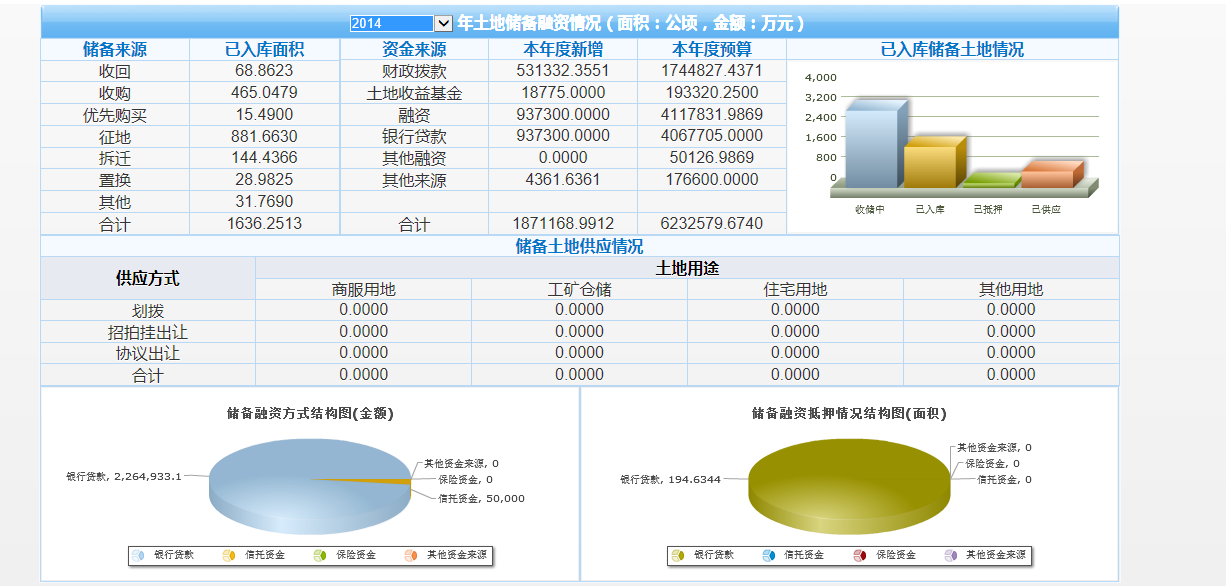 2014 年土地储备融资情况（面积：公顷，金额：万元）
储备来源 已入库面积 资金来源 本年度新增 本年度预算 已入库储备土地情况
收回 68.8623 财政拨款 531332.3551 1744827.4371
收购 465.0479 土地收益基金 18775.0000 193320.2500
优先购买 15.4900 融资 937300.0000 4117831.9869
征地 881.6630 银行贷款 937300.0000 4067705.0000
拆迁 144.4366 其他融资 0.0000 50126.9869
置换 28.9825 其他来源 4361.6361 176600.0000
其他 31.7690
合计 1636.2513 合计 1871168.9912 6232579.6740
4,000
3,200
2,400
1,600
800
0
收储中 已入库 已抵押 已供应
储备土地供应情况
供应方式 土地用途
商服用地 工矿仓储 住宅用地 其他用地
划拨 0.0000 0.0000 0.0000 0.0000
招拍挂出让 0.0000 0.0000 0.0000 0.0000
协议出让 0.0000 0.0000 0.0000 0.0000
合计 0.0000 0.0000 0.0000 0.0000
储备融资方式结构图(金额)
其他资金来源, 0
银行贷款, 2,264,933.1
保险资金, 0
信托资金, 50,000
银行贷款 信托资金 保险资金 其他资金来源
储备融资抵押情况结构图(面积)
其他资金来源, 0
保险资金, 0
银行贷款, 194.6344
信托资金, 0
银行贷款 信托资金 保险资金 其他资金来源